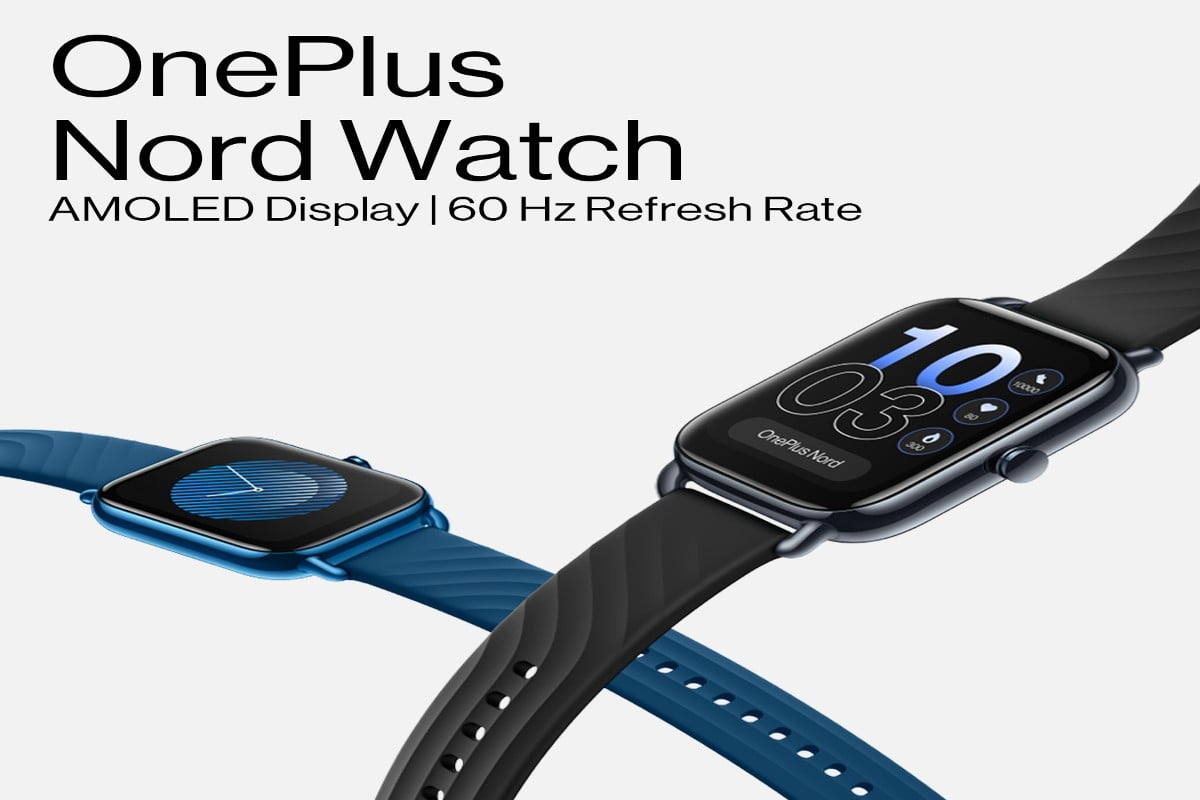 OnePlus
Nord Watch
AMOLED Display | 60 Hz Refresh Rate
10
03
10000
80
300
OnePlus Nord